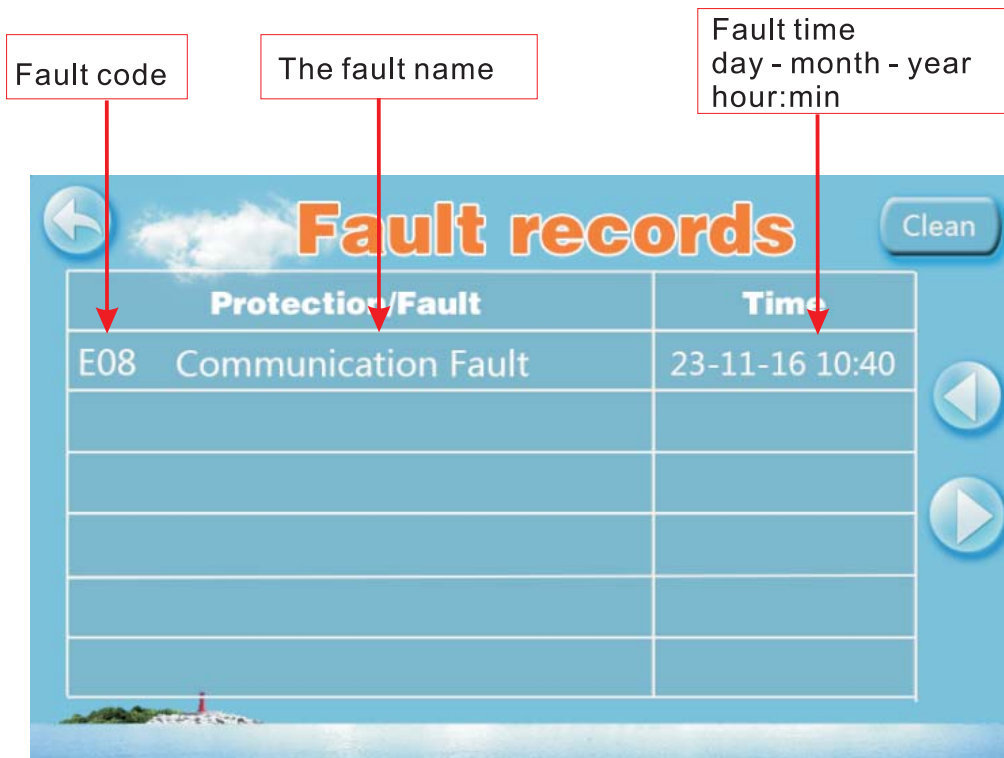 Fault code
The fault name
Fault time
day - month - year
hour:min
Fault records
Clean
Protection/Fault
Time
E08 Communication Fault
23-11-16 10:40